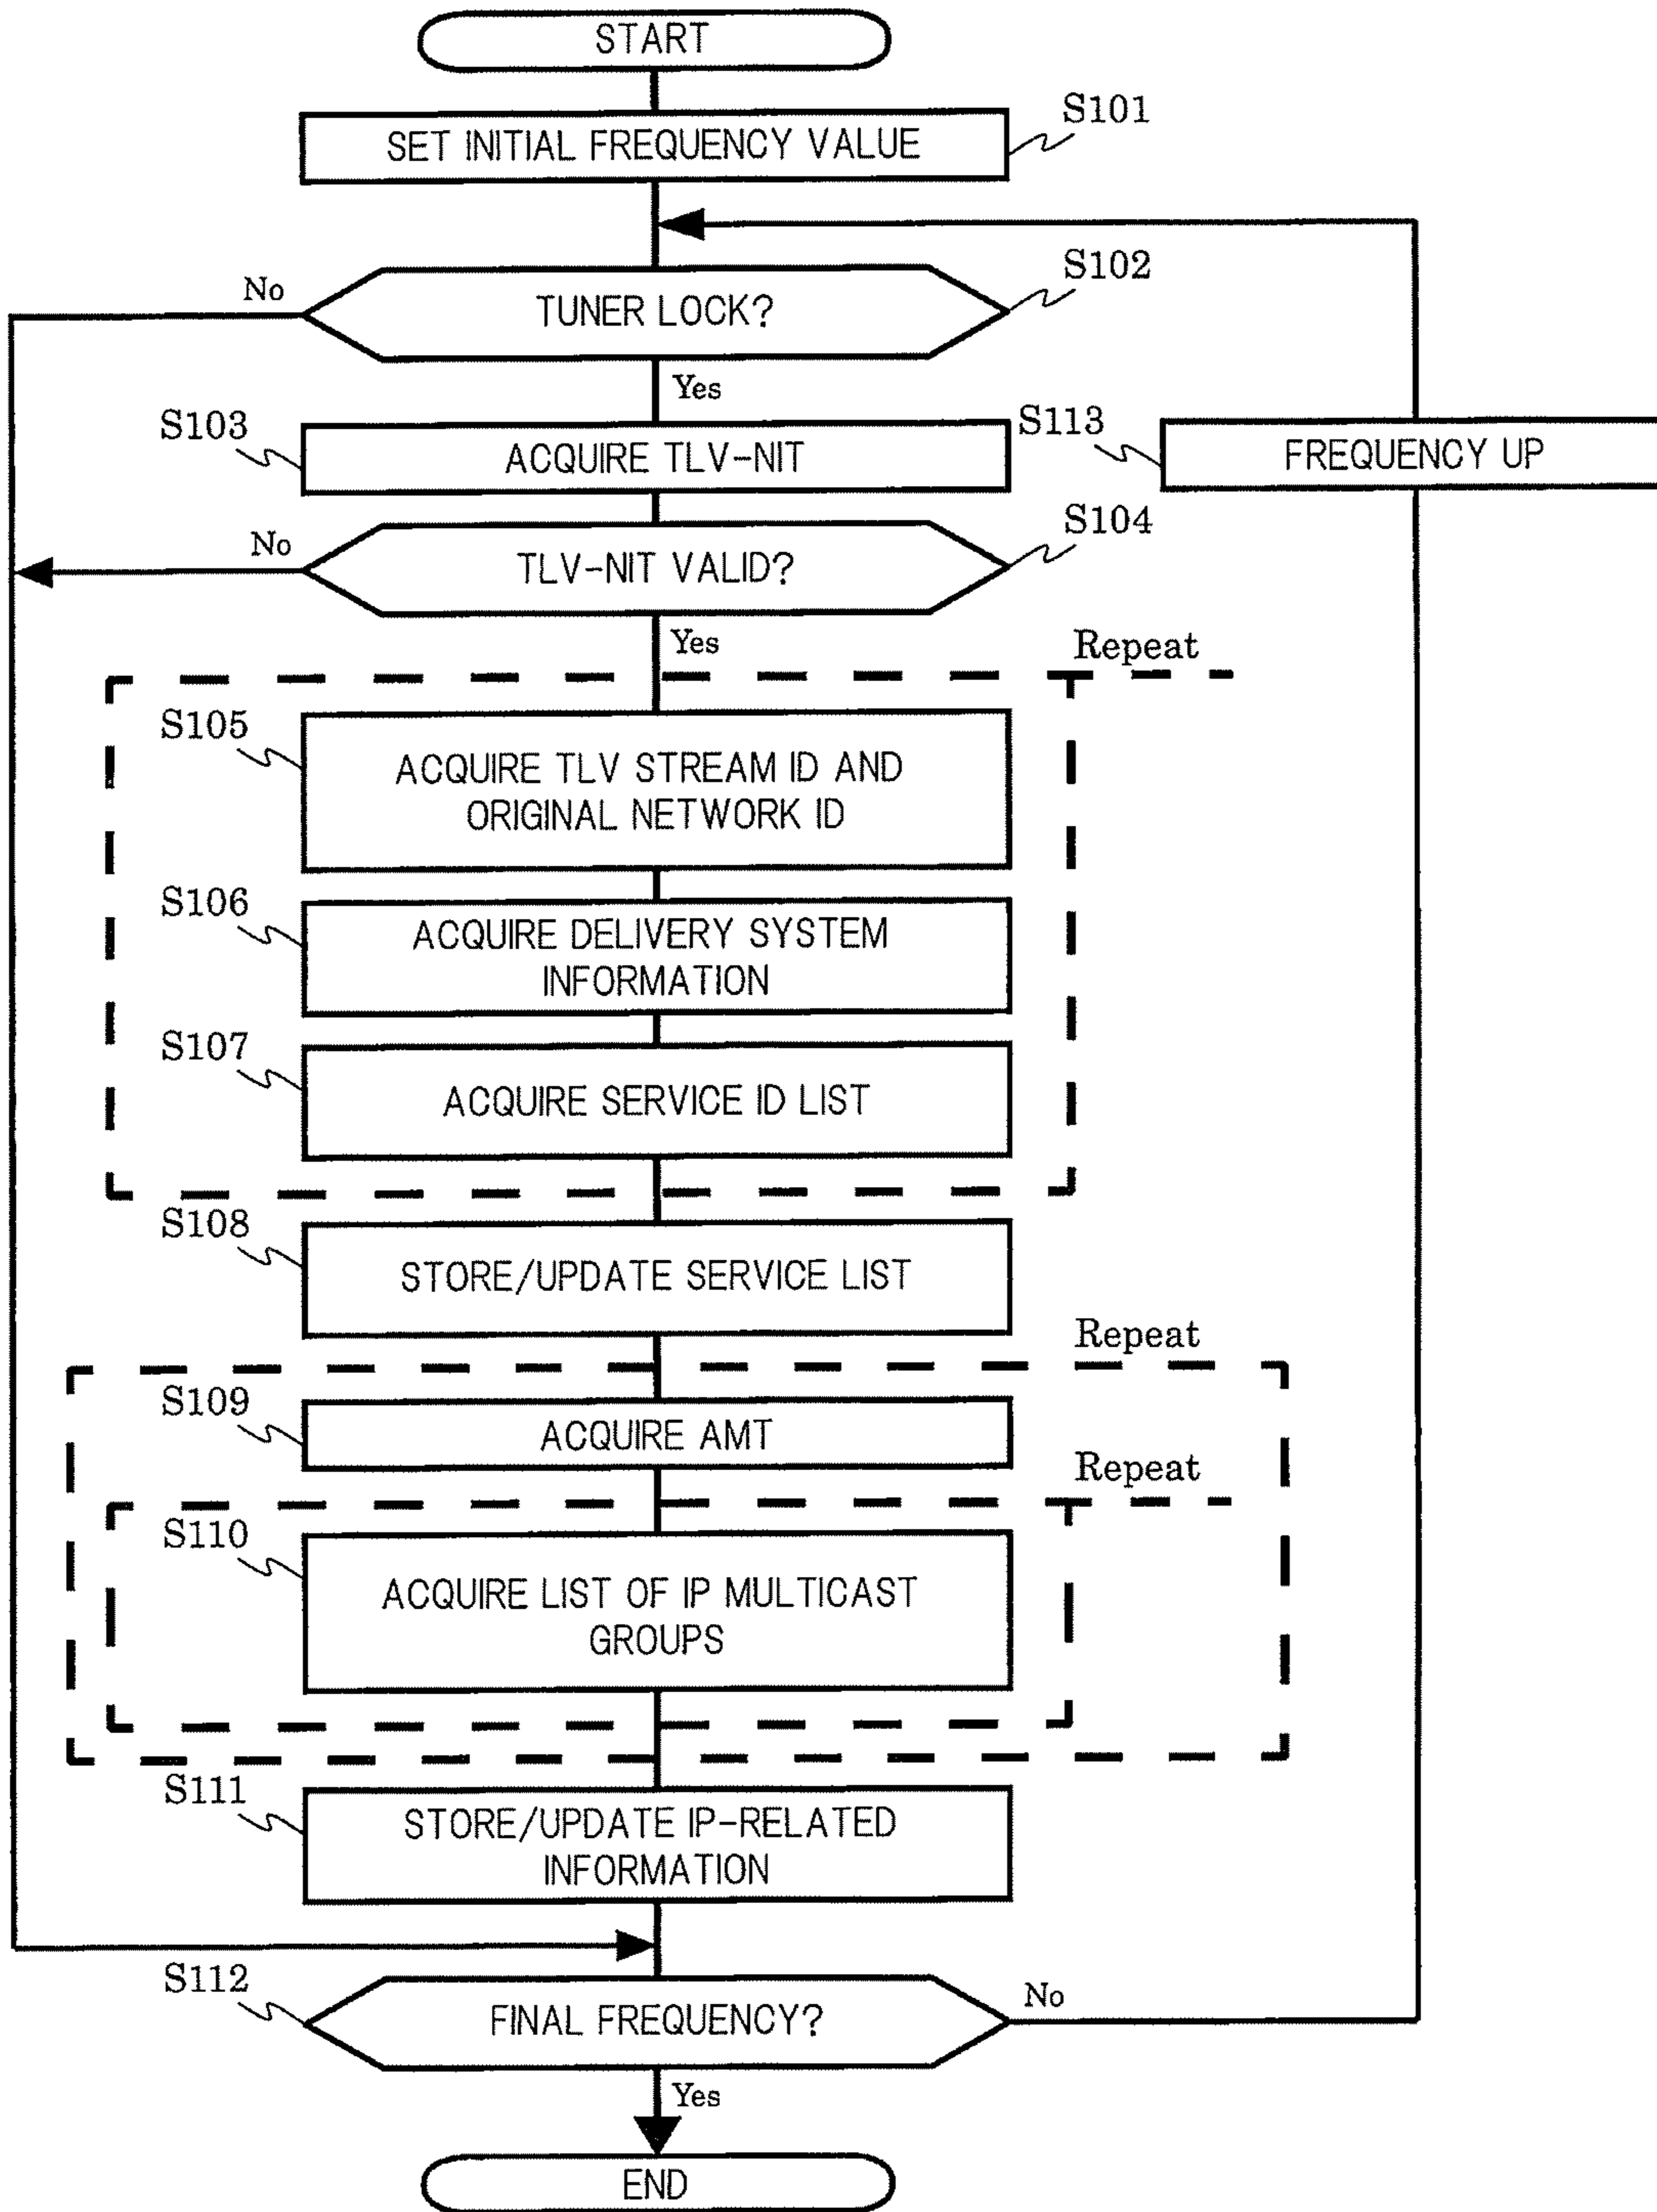 START
SET INITIAL FREQUENCY VALUE
S101
No
TUNER LOCK?
S102
Yes
S103
ACQUIRE TLV-NIT
S113
FREQUENCY UP
No
TLV-NIT VALID?
S104
Yes
Repeat
S105
ACQUIRE TLV STREAM ID AND
ORIGINAL NETWORK ID
S106
ACQUIRE DELIVERY SYSTEM
INFORMATION
S107
ACQUIRE SERVICE ID LIST
S108
STORE/UPDATE SERVICE LIST
Repeat
S109
ACQUIRE AMT
Repeat
S110
ACQUIRE LIST OF IP MULTICAST
GROUPS
S111
STORE/UPDATE IP-RELATED
INFORMATION
S112
FINAL FREQUENCY?
No
Yes
END